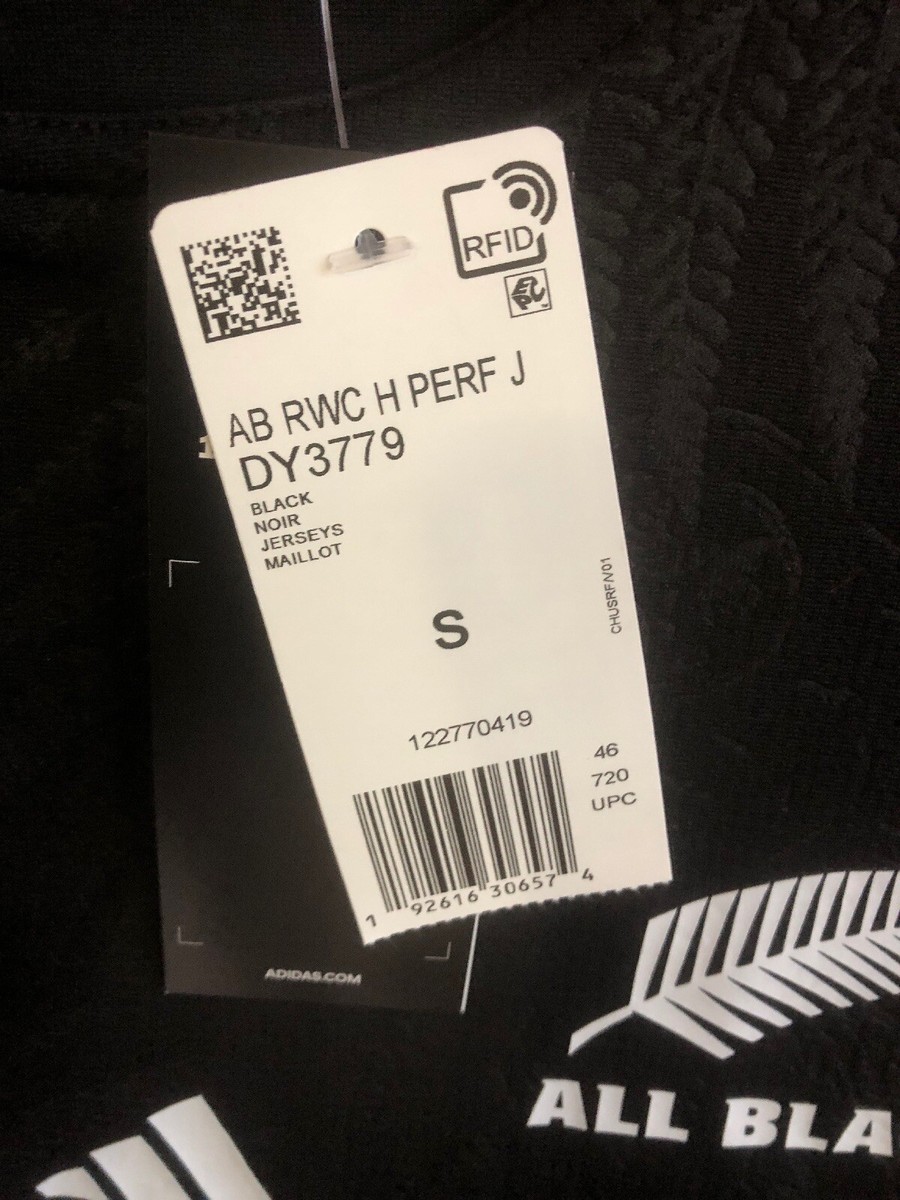 RFID
EPC
AB RWC H PERF J
DY3779
BLACK
NOIR
JERSEYS
MAILLOT
CHUSRF/V01
S
122770419
46
720
UPC
1 92616 30657 4
ADIDAS.COM
ALL BLA